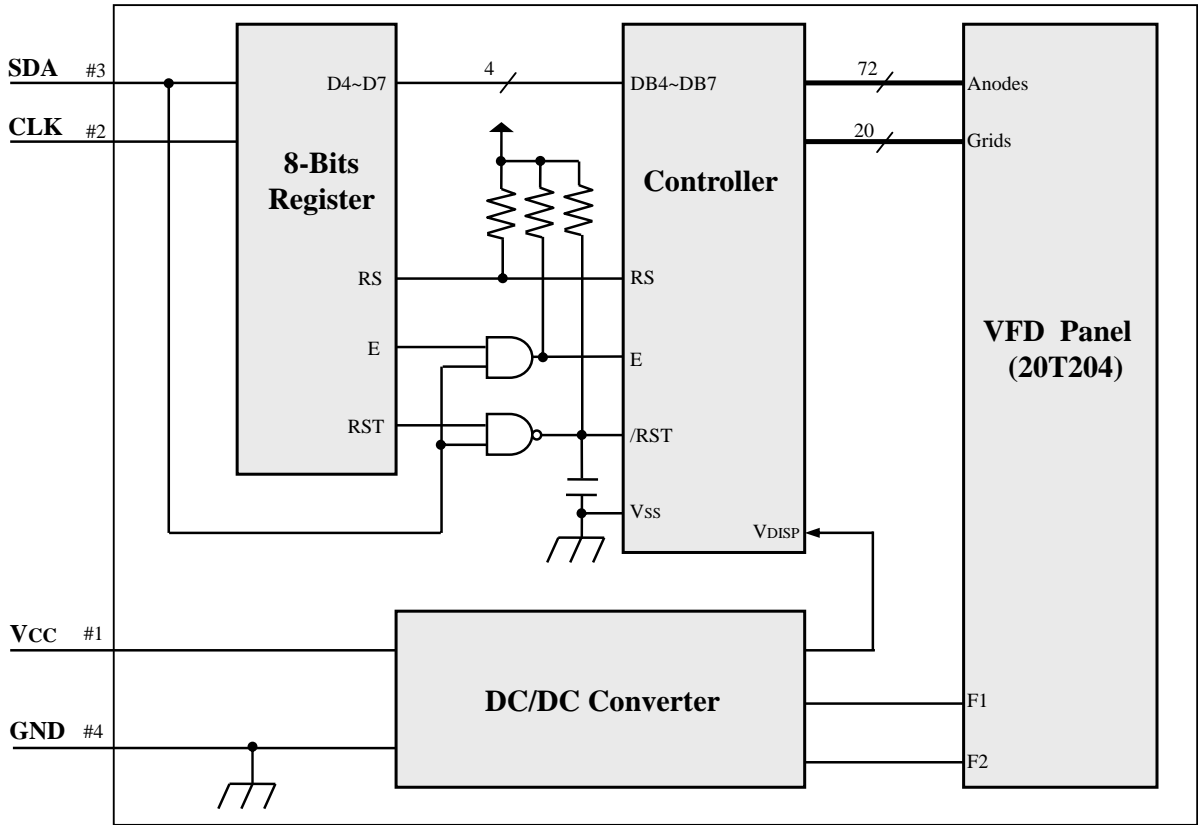 SDA #3
CLK #2
8-Bits
Register
D4~D7
RS
E
RST
4
DB4~DB7
Controller
RS
E
/RST
VSS
VDISP
72
20
Anodes
Grids
VFD Panel
(20T204)
F1
F2
VCC #1
GND #4
DC/DC Converter